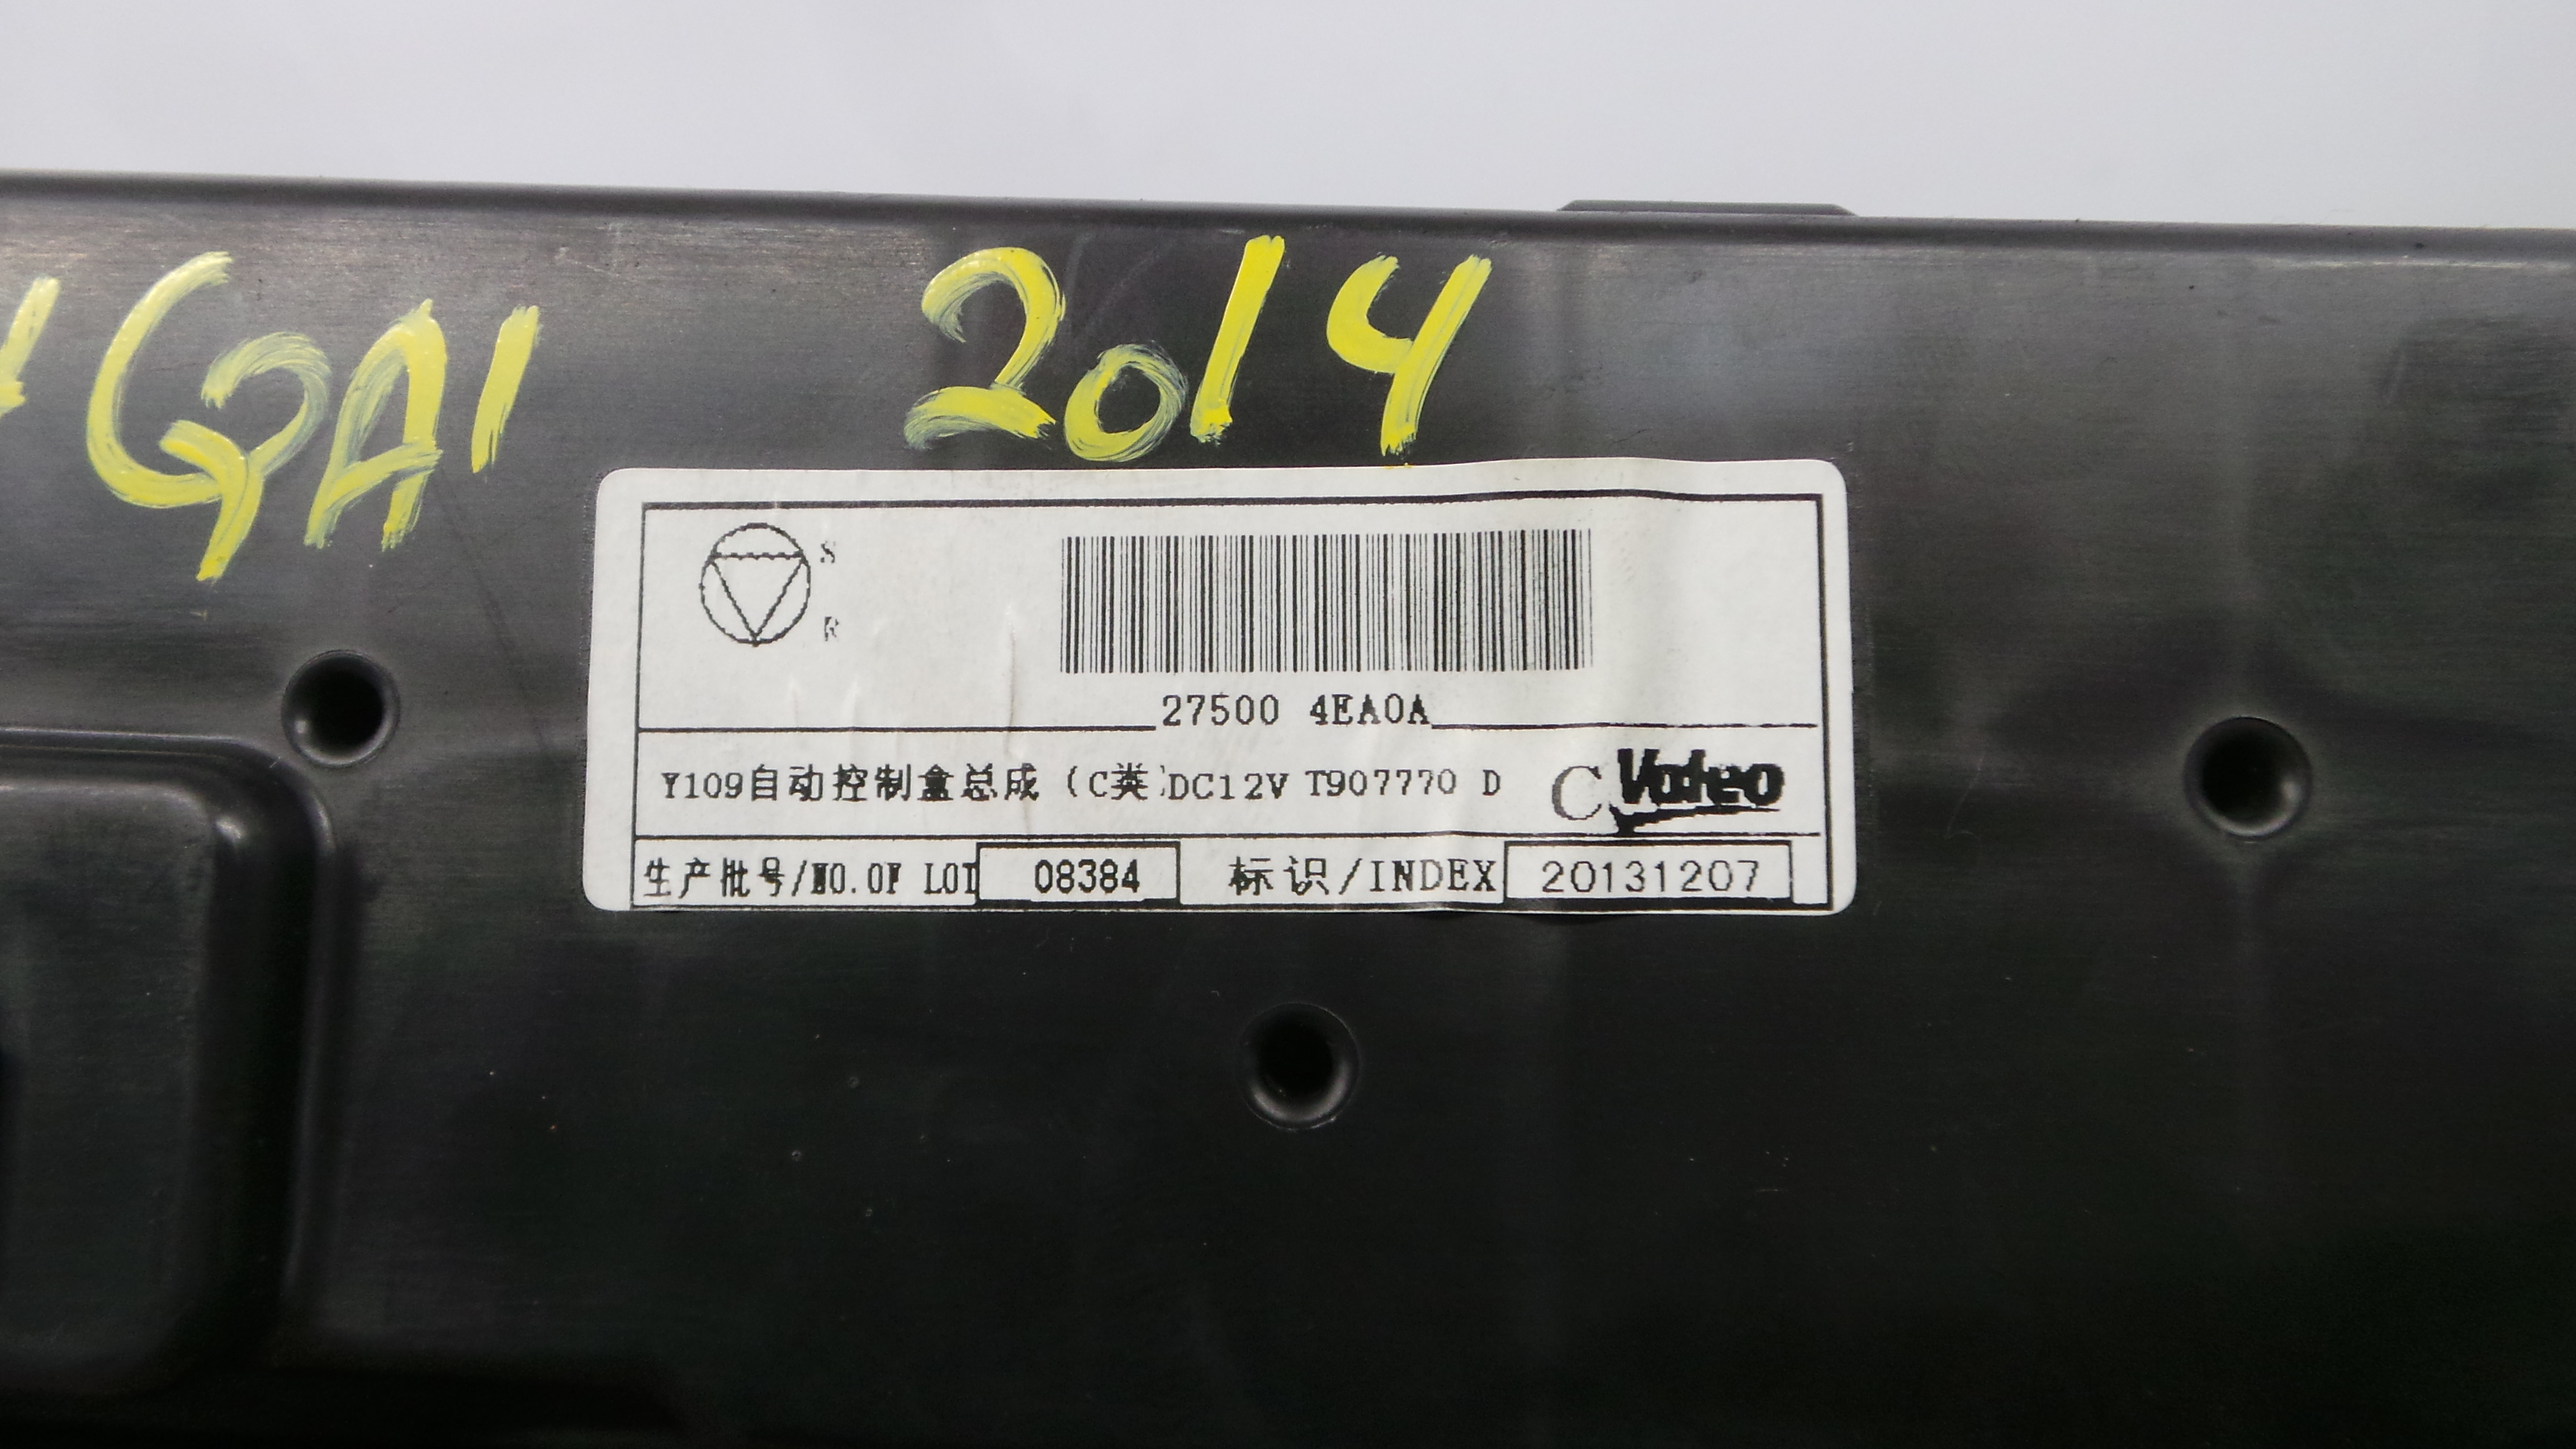 QAI
2014
S
R
27500 4EA0A
Y109自动控制盒总成（C类）DC12V T907770 D C Valeo
生产批号/NO.OF LOT 08384 标识/INDEX 20131207